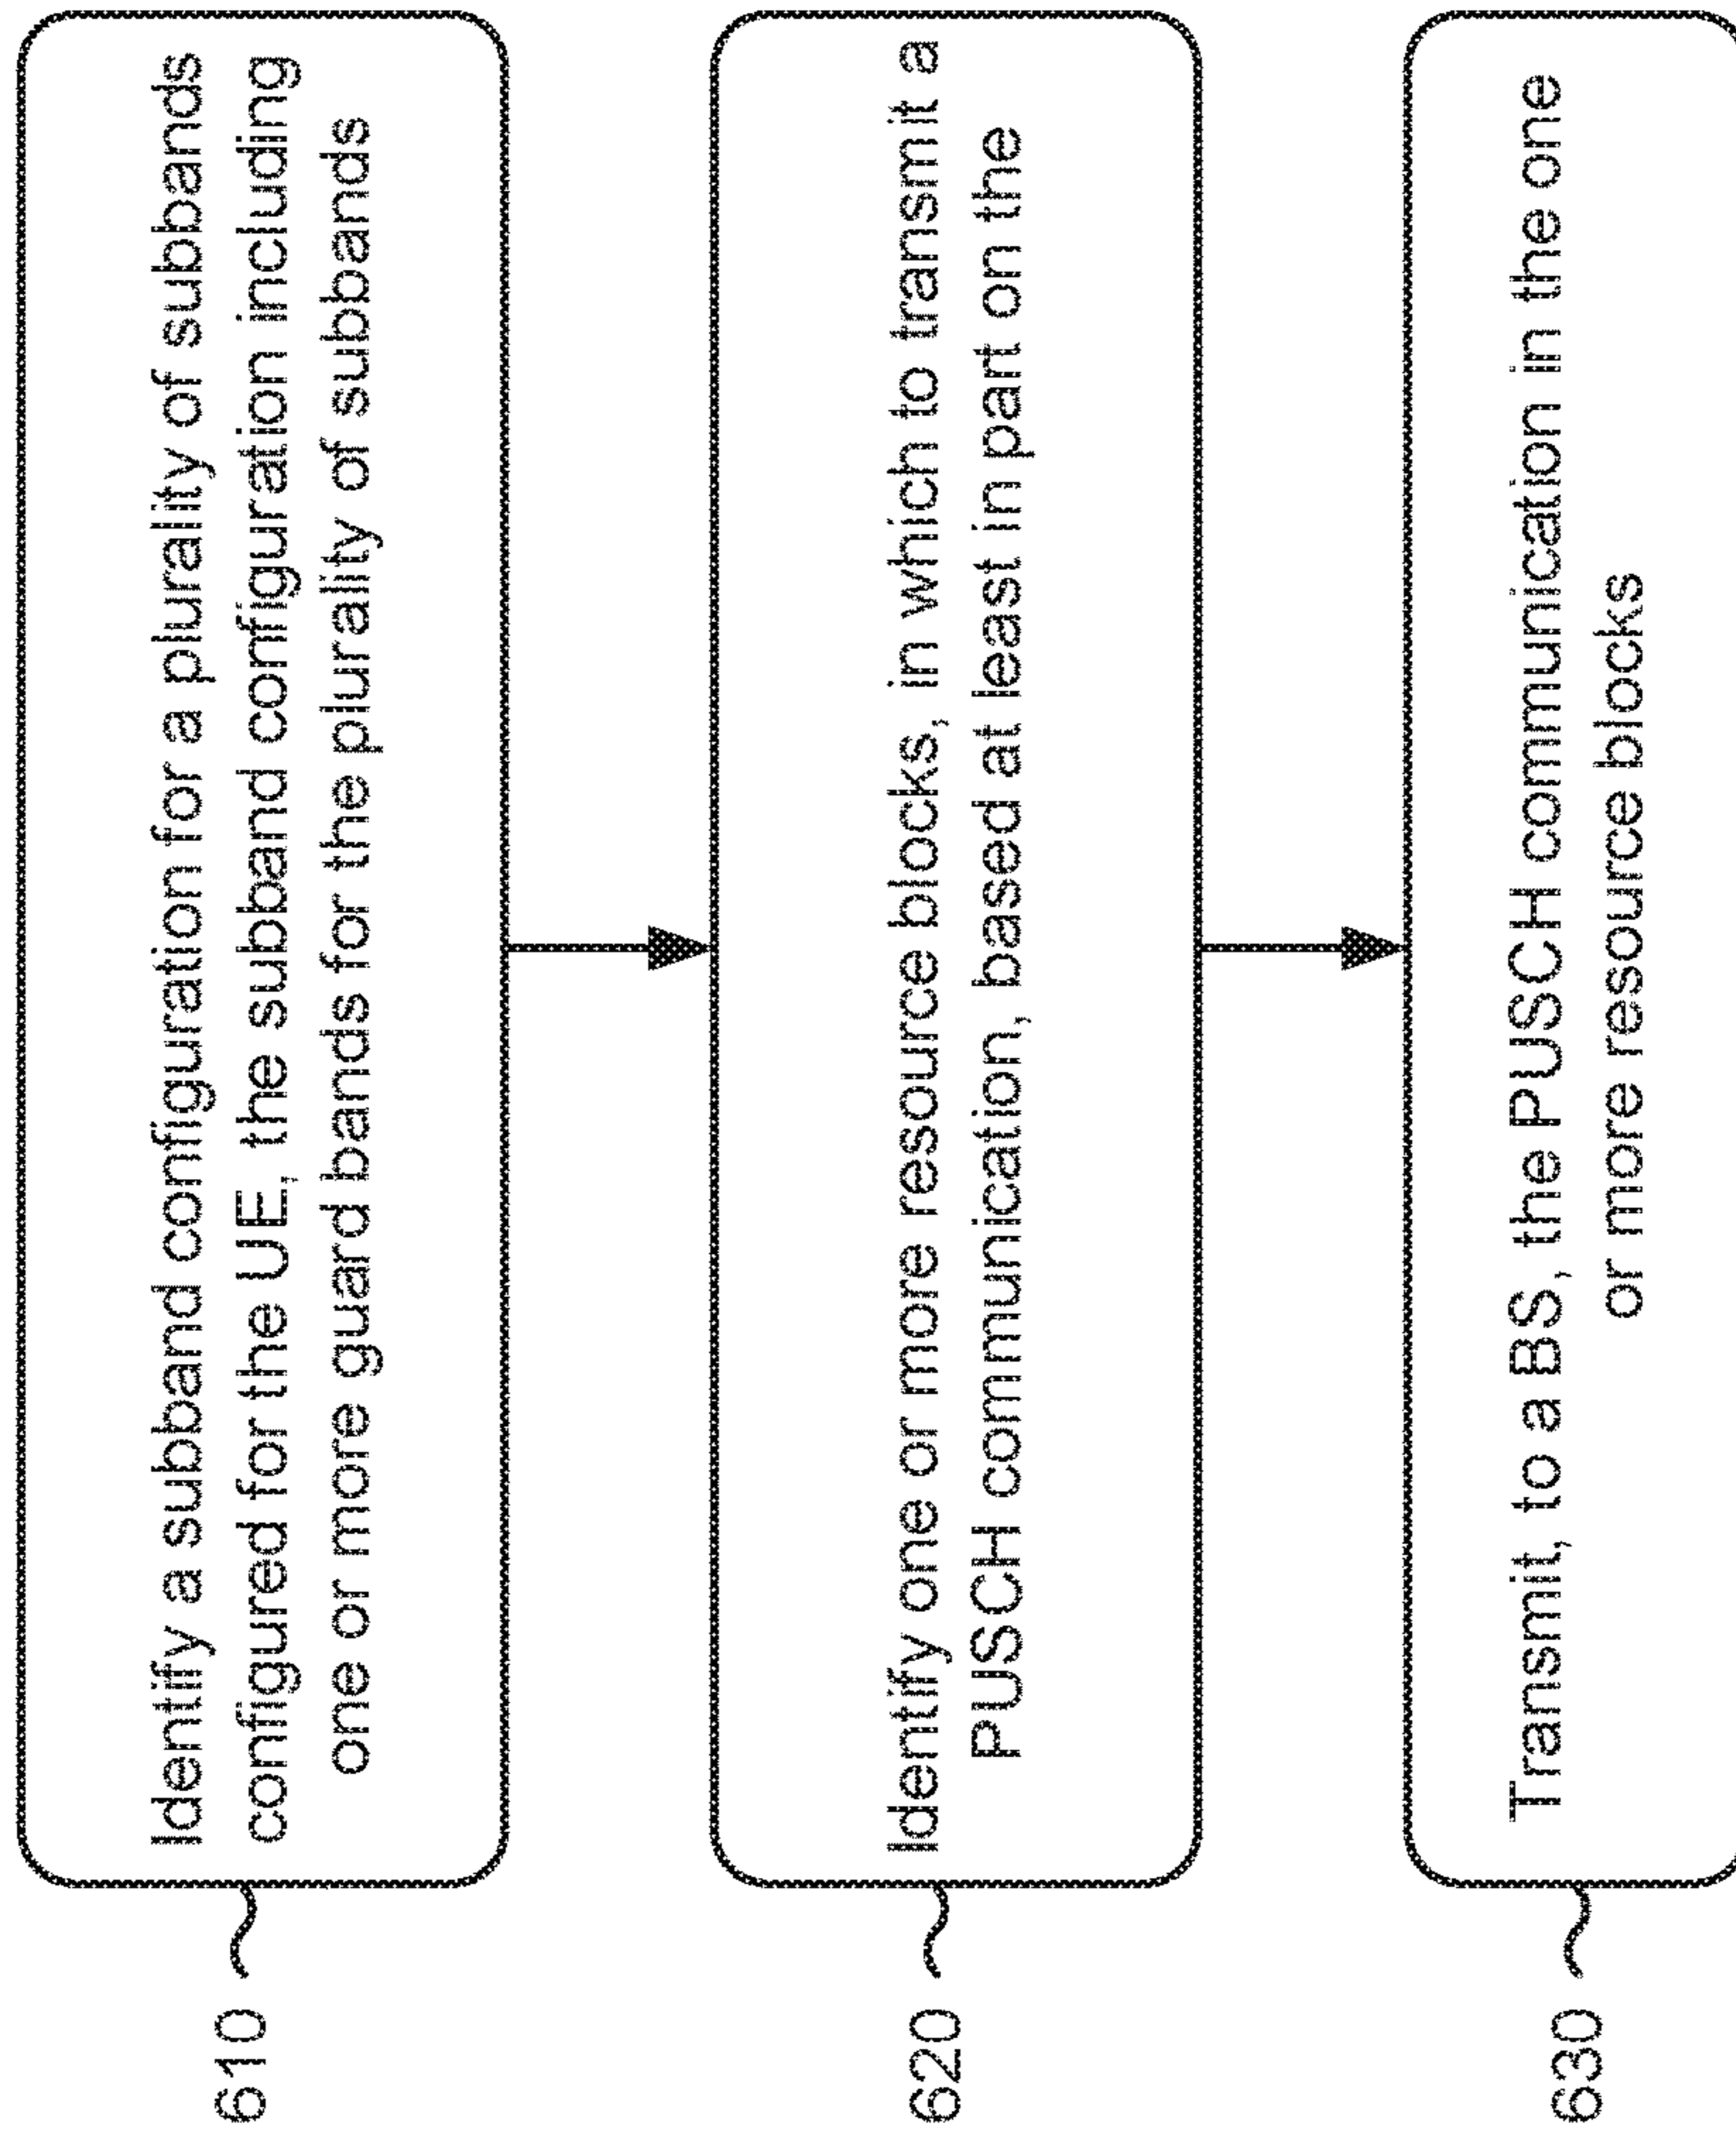 610
Identify a subband configuration for a plurality of subbands
configured for the UE, the subband configuration including
one or more guard bands for the plurality of subbands
620
Identify one or more resource blocks, in which to transmit a
PUSCH communication, based at least in part on the
630
Transmit, to a BS, the PUSCH communication in the one
or more resource blocks